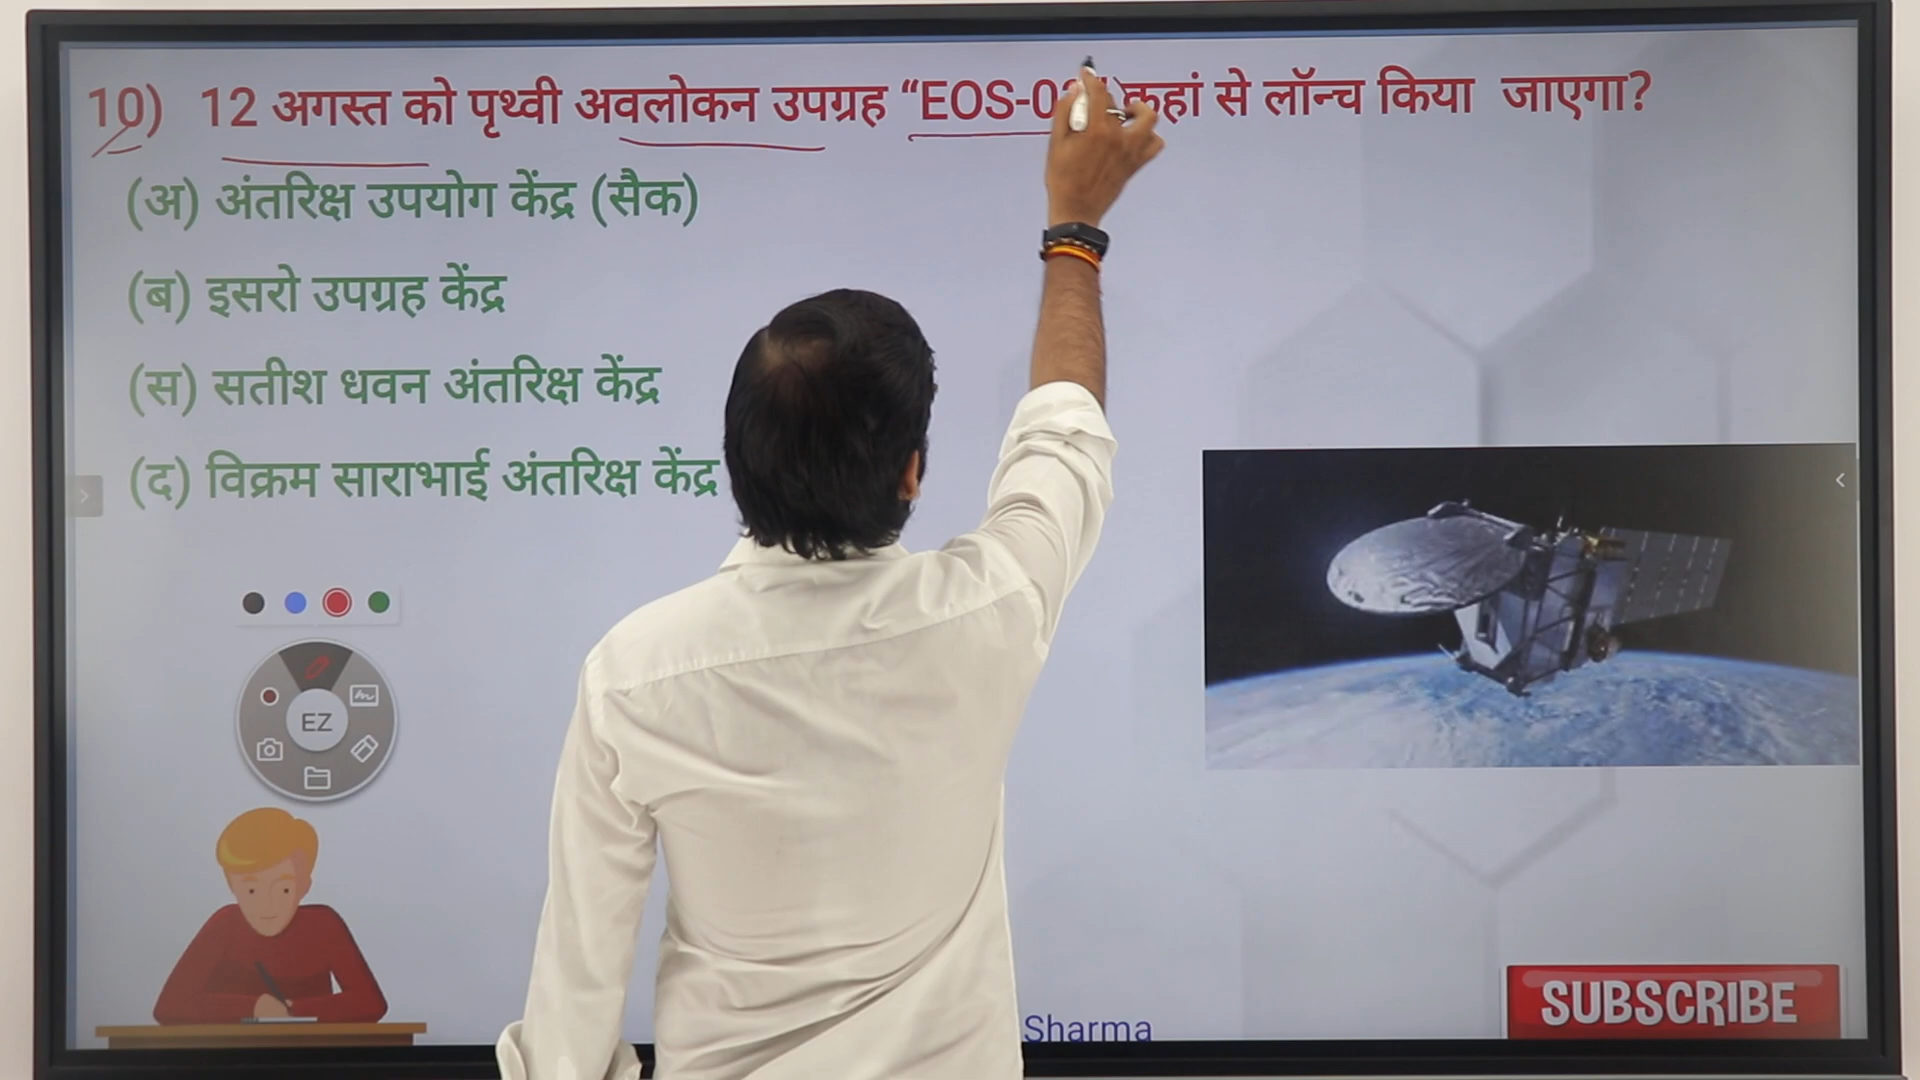 10) 12 अगस्त को पृथ्वी अवलोकन उपग्रह “EOS-0 कहां से लॉन्च किया जाएगा?
(अ) अंतरिक्ष उपयोग केंद्र (सैक)
(ब) इसरो उपग्रह केंद्र
(स) सतीश धवन अंतरिक्ष केंद्र
(द) विक्रम साराभाई अंतरिक्ष केंद्र
EZ
Sharma
SUBSCRIBE